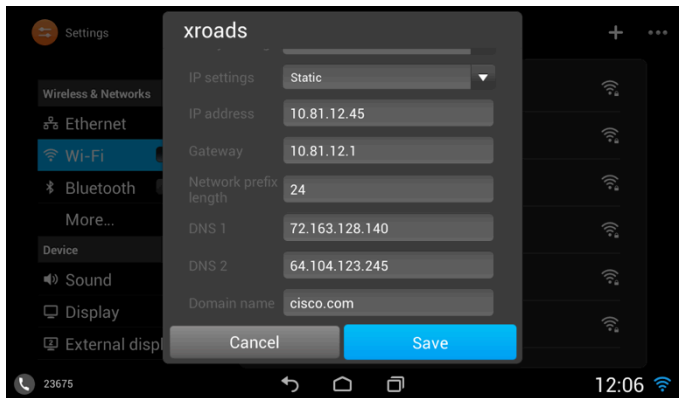 Settings
xroads
Wireless & Networks
Ethernet
Wi-Fi
Bluetooth
More...
Device
Sound
Display
External displ
IP settings
Static
IP address
10.81.12.45
Gateway
10.81.12.1
Network prefix
length
24
DNS 1
72.163.128.140
DNS 2
64.104.123.245
Domain name
cisco.com
Cancel
Save
23675
12:06